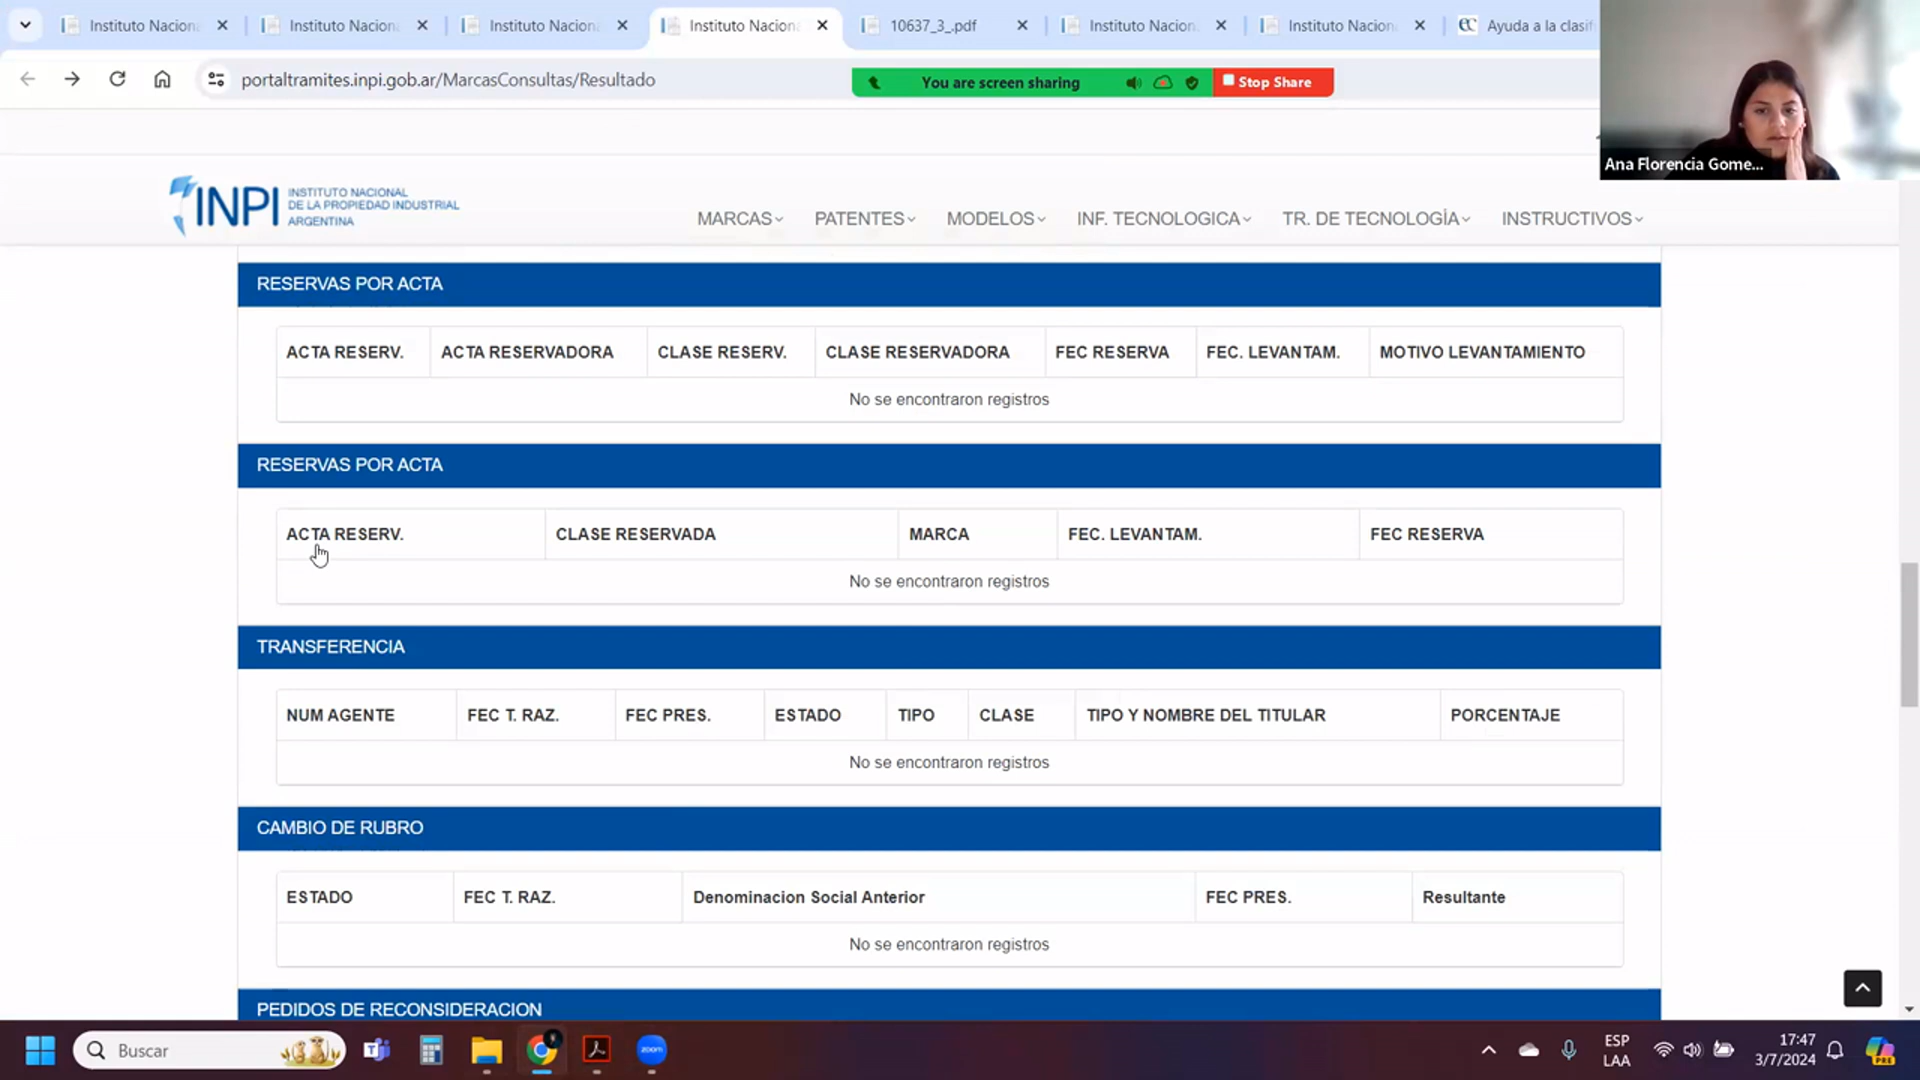 Instituto Naciona
Instituto Naciona
Instituto Naciona
Instituto Naciona
10637_3_.pdf
Instituto Nacion
Instituto Nacion
Ayuda a la clasifi
portaltramites.inpi.gob.ar/MarcasConsultas/Resultado
You are screen sharing
Stop Share
Ana Florencia Gome...
INPI
INSTITUTO NACIONAL
DE LA PROPIEDAD INDUSTRIAL
ARGENTINA
MARCAS
PATENTES
MODELOS
INF. TECNOLOGICA
TR. DE TECNOLOGÍA
INSTRUCTIVOS
RESERVAS POR ACTA
ACTA RESERV. ACTA RESERVADORA CLASE RESERV. CLASE RESERVADORA FEC RESERVA FEC. LEVANTAM. MOTIVO LEVANTAMIENTO
No se encontraron registros
RESERVAS POR ACTA
ACTA RESERV. CLASE RESERVADA MARCA FEC. LEVANTAM. FEC RESERVA
No se encontraron registros
TRANSFERENCIA
NUM AGENTE FEC T. RAZ. FEC PRES. ESTADO TIPO CLASE TIPO Y NOMBRE DEL TITULAR PORCENTAJE
No se encontraron registros
CAMBIO DE RUBRO
ESTADO FEC T. RAZ. Denominacion Social Anterior FEC PRES. Resultante
No se encontraron registros
PEDIDOS DE RECONSIDERACION
Buscar
zoom
ESP
LAA
17:47
3/7/2024